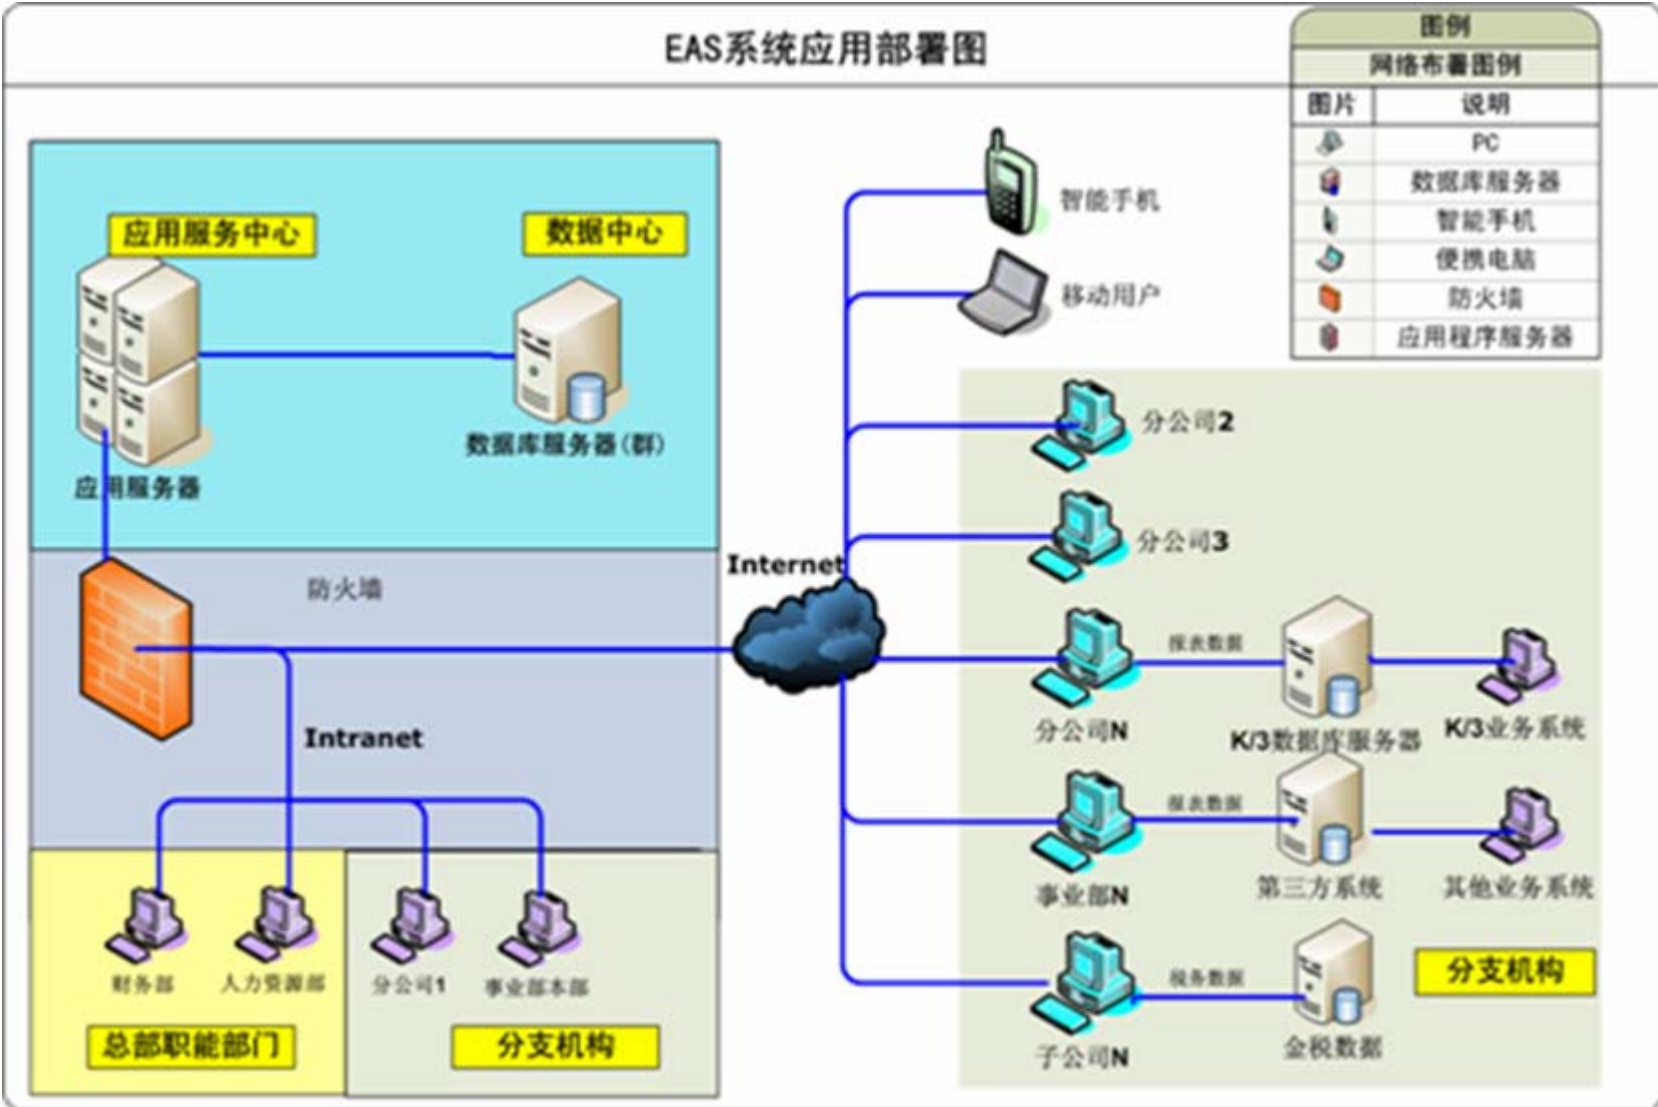 EAS系统应用部署图
图例
网络布署图例
图片 说明
PC
数据库服务器
智能手机
便携电脑
防火墙
应用程序服务器
应用服务中心
数据中心
数据库服务器(群)
应用服务器
防火墙
Internet
Intranet
财务部
人力资源部
分公司1
事业部本部
总部职能部门
分支机构
智能手机
移动用户
分公司2
分公司3
报表数据
分公司N
K/3数据库服务器
K/3业务系统
报表数据
事业部N
第三方系统
其他业务系统
税务数据
分支机构
子公司N
金税数据